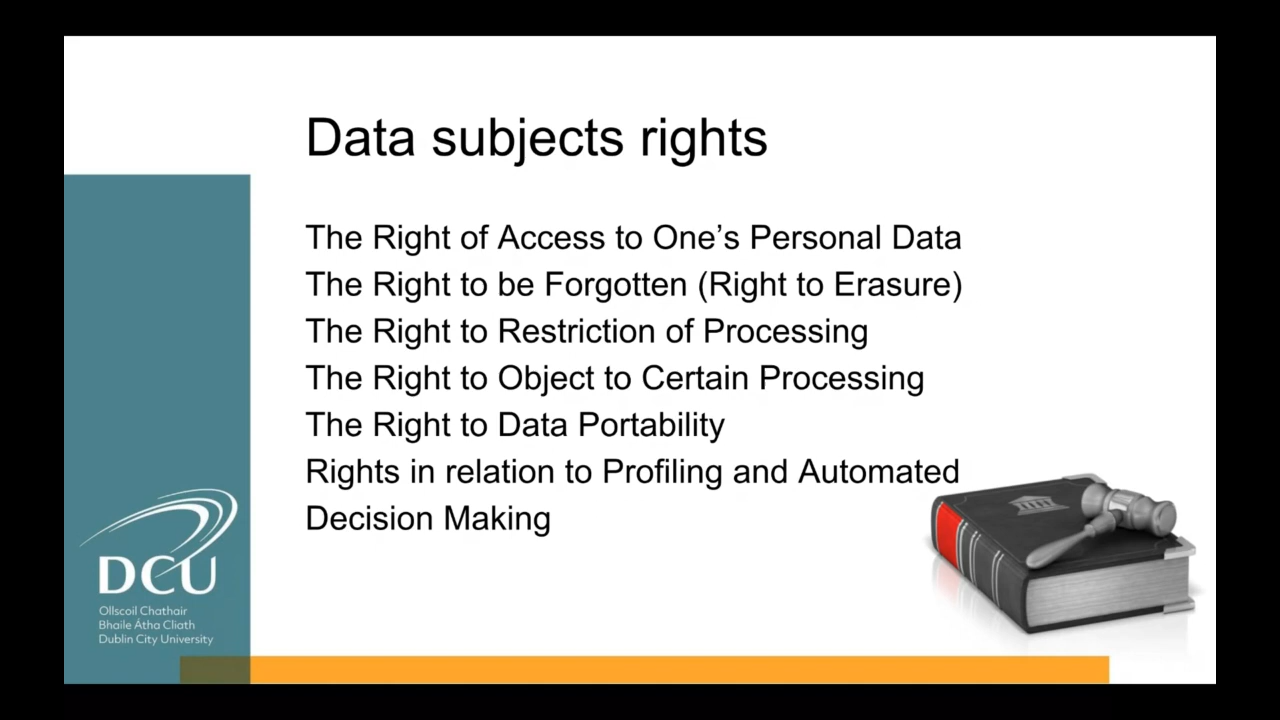 Data subjects rights
The Right of Access to One’s Personal Data
The Right to be Forgotten (Right to Erasure)
The Right to Restriction of Processing
The Right to Object to Certain Processing
The Right to Data Portability
Rights in relation to Profiling and Automated
Decision Making
DCU
Ollscoil Chathair
Bhaile Átha Cliath
Dublin City University